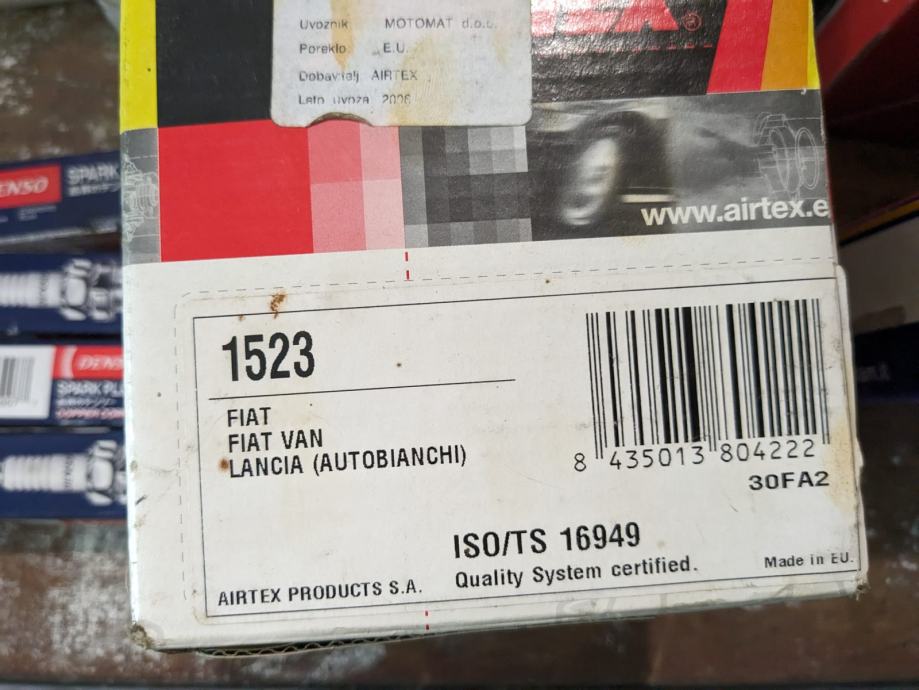 Uvoznik MOTOMAT d.o.o.
Poreklo E.U.
Dobavitelj AIRTEX
Leto uvoza 2006
www.airtex.e
1523
FIAT
FIAT VAN
LANCIA (AUTOBIANCHI)
8 435013 804222
30FA2
ISO/TS 16949
Quality System certified.
AIRTEX PRODUCTS S.A.
Made in EU.
DENSO
SPARK
DENSO
SPARK PLU